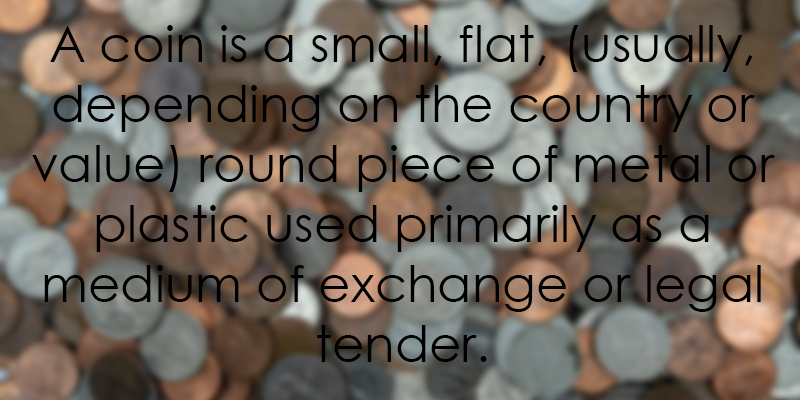 A coin is a small, flat, (usually,
depending on the country or
value) round piece of metal or
plastic used primarily as a
medium of exchange or legal
tender.